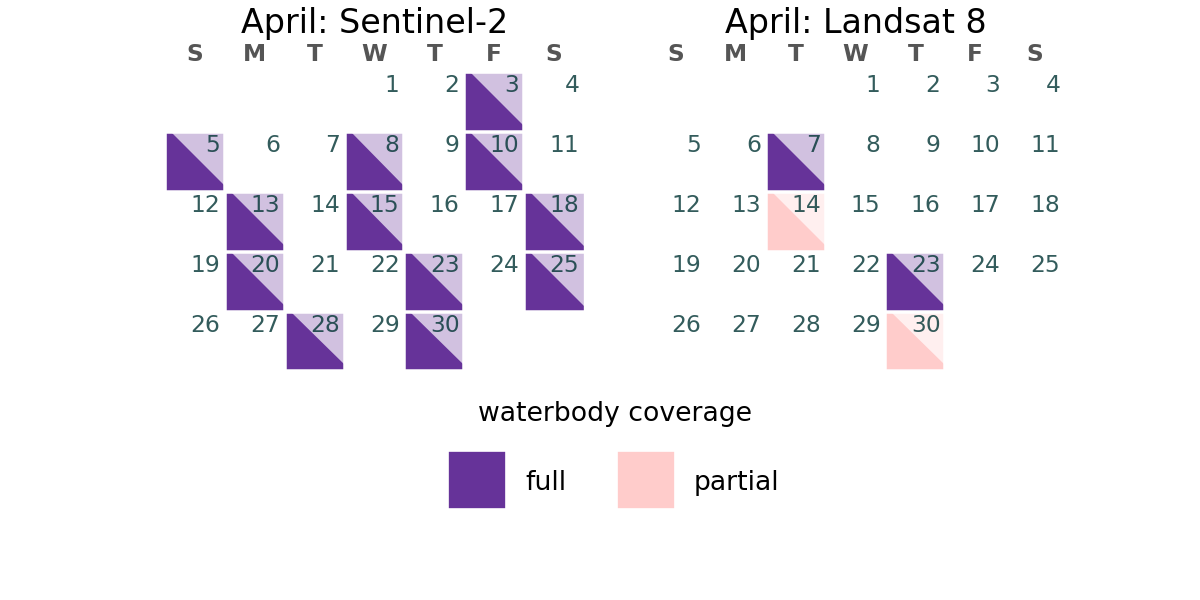 April: Sentinel-2
S M T W T F S
1 2 3 4
5 6 7 8 9 10 11
12 13 14 15 16 17 18
19 20 21 22 23 24 25
26 27 28 29 30
April: Landsat 8
S M T W T F S
1 2 3 4
5 6 7 8 9 10 11
12 13 14 15 16 17 18
19 20 21 22 23 24 25
26 27 28 29 30
waterbody coverage
full
partial